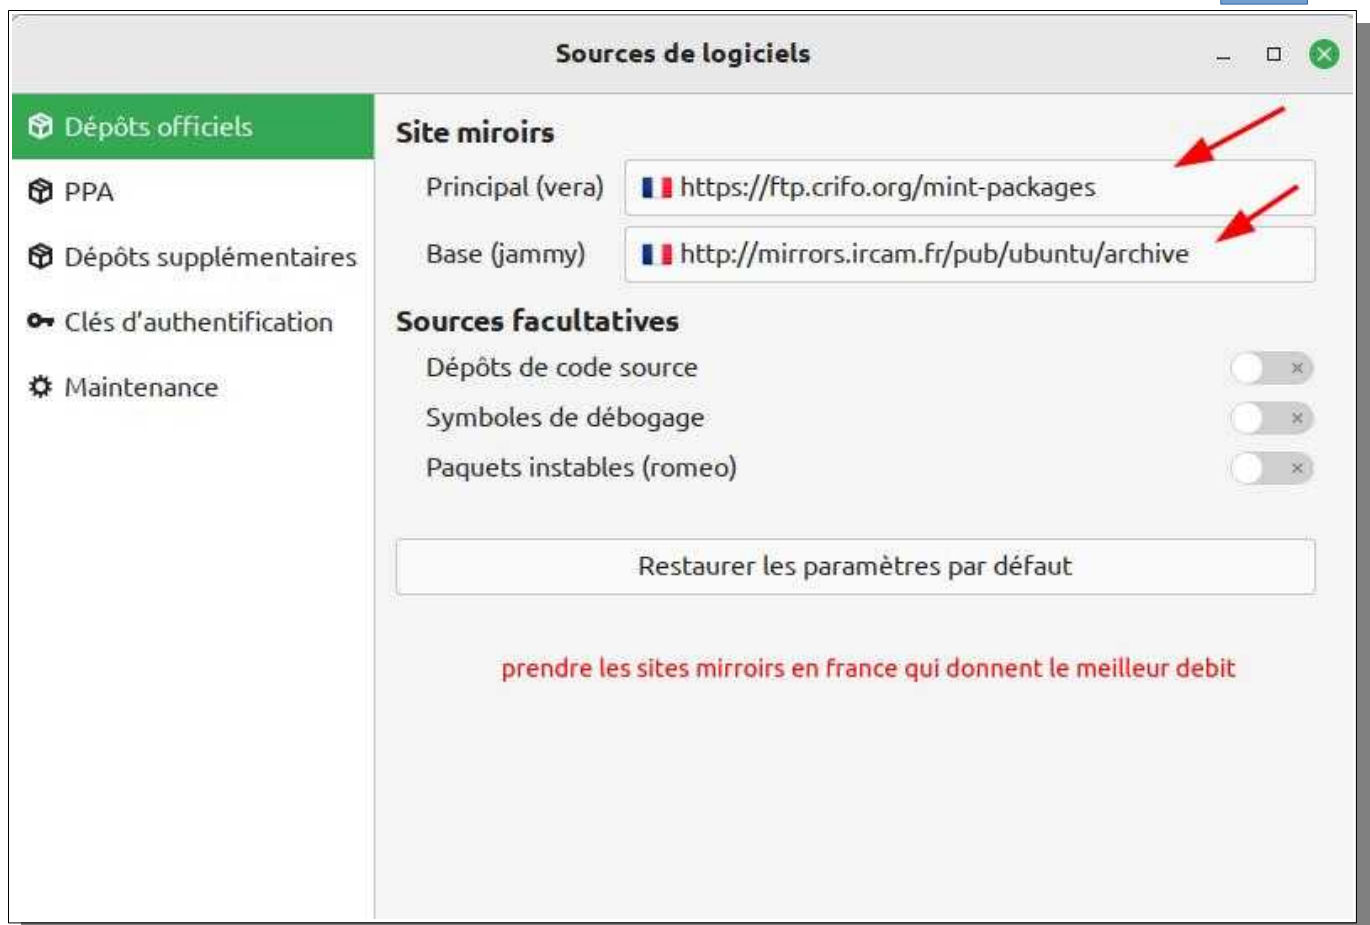 Sources de logiciels
Dépôts officiels
PPA
Dépôts supplémentaires
Clés d'authentification
Maintenance
Site miroirs
Principal (vera) https://ftp.crifo.org/mint-packages
Base (jammy) http://mirrors.ircam.fr/pub/ubuntu/archive
Sources facultatives
Dépôts de code source
Symboles de débogage
Paquets instables (romeo)
Restaurer les paramètres par défaut
prendre les sites mirroirs en france qui donnent le meilleur debit